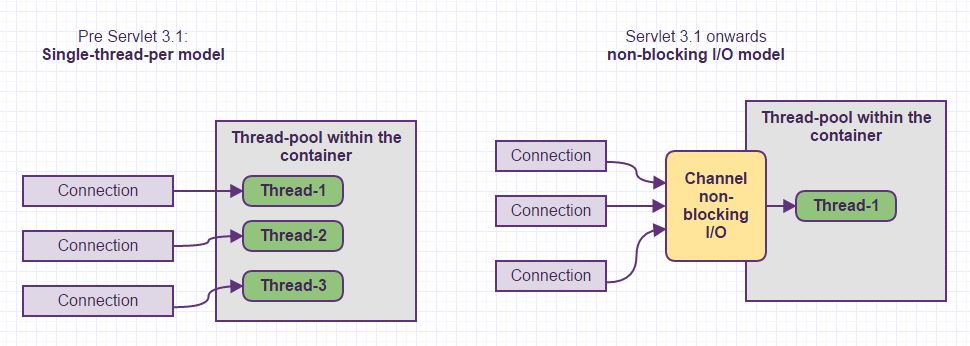 Pre Servlet 3.1:
Single-thread-per model
Thread-pool within the
container
Connection
Thread-1
Connection
Thread-2
Connection
Thread-3
Servlet 3.1 onwards
non-blocking I/O model
Thread-pool within the
container
Connection
Connection
Connection
Channel
non-
blocking
I/O
Thread-1